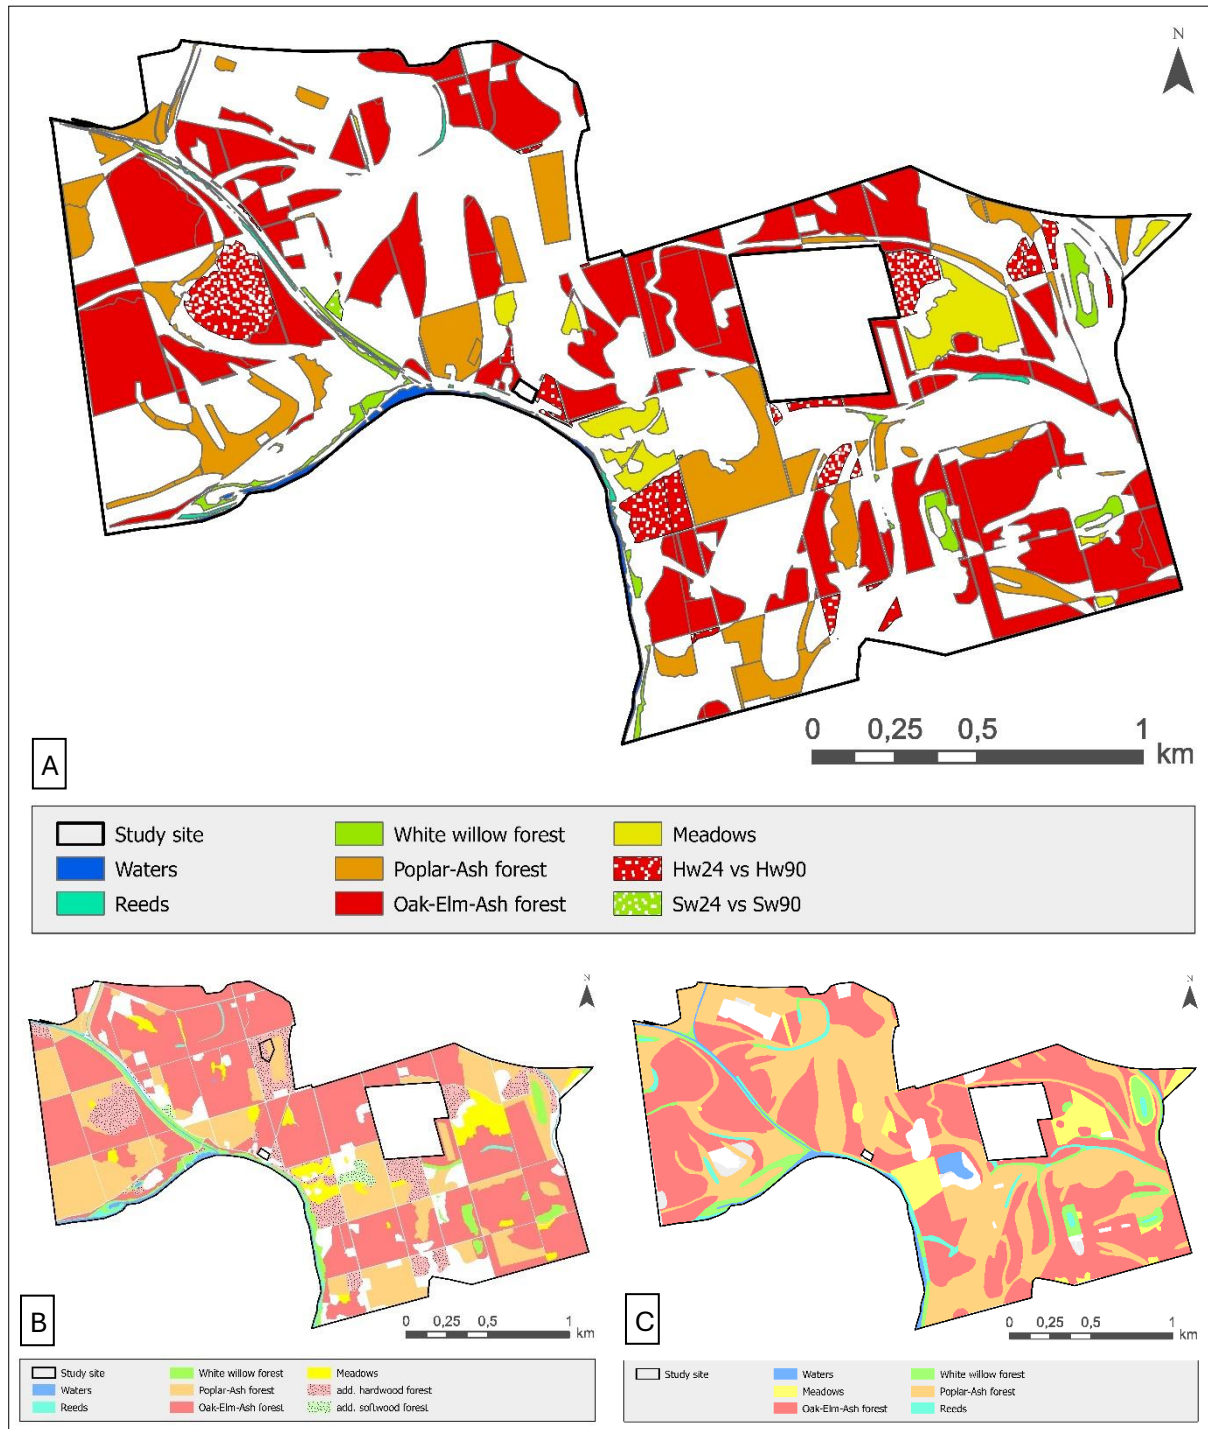 N
0 0,25 0,5 1
km
A
Study site White willow forest Meadows
Waters Poplar-Ash forest Hw24 vs Hw90
Reeds Oak-Elm-Ash forest Sw24 vs Sw90
N N
B
0 0,25 0,5 1
km
C
0 0,25 0,5 1
km
Study site White willow forest Meadows
Waters Poplar-Ash forest add. hardwood forest
Reeds Oak-Elm-Ash forest add. softwood forest
Study site Waters White willow forest
Meadows Poplar-Ash forest
Oak-Elm-Ash forest Reeds